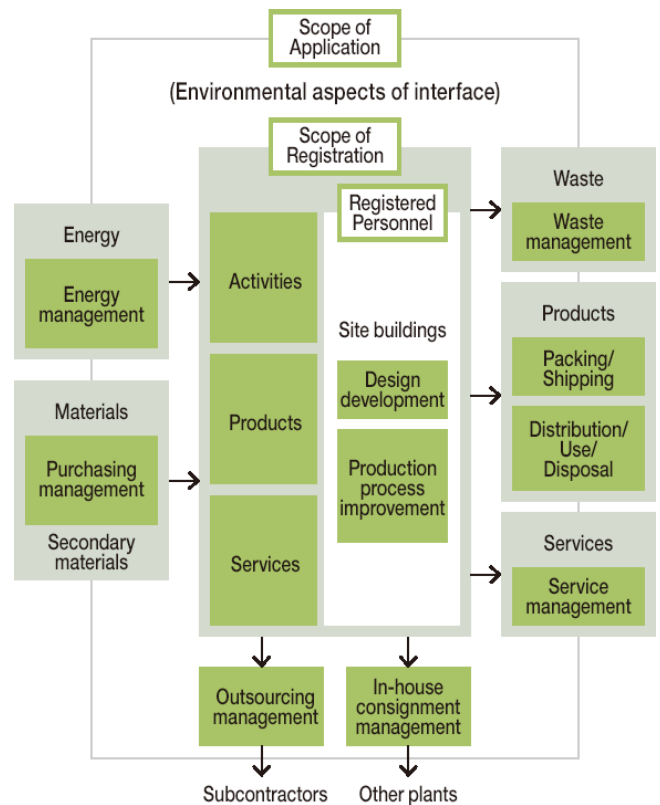 Scope of
Application
(Environmental aspects of interface)
Scope of
Registration
Registered
Personnel
Energy
Energy
management
Materials
Purchasing
management
Secondary
materials
Activities
Products
Services
Site buildings
Design
development
Production
process
improvement
Waste
Waste
management
Products
Packing/
Shipping
Distribution/
Use/
Disposal
Services
Service
management
Outsourcing
management
In-house
consignment
management
Subcontractors
Other plants